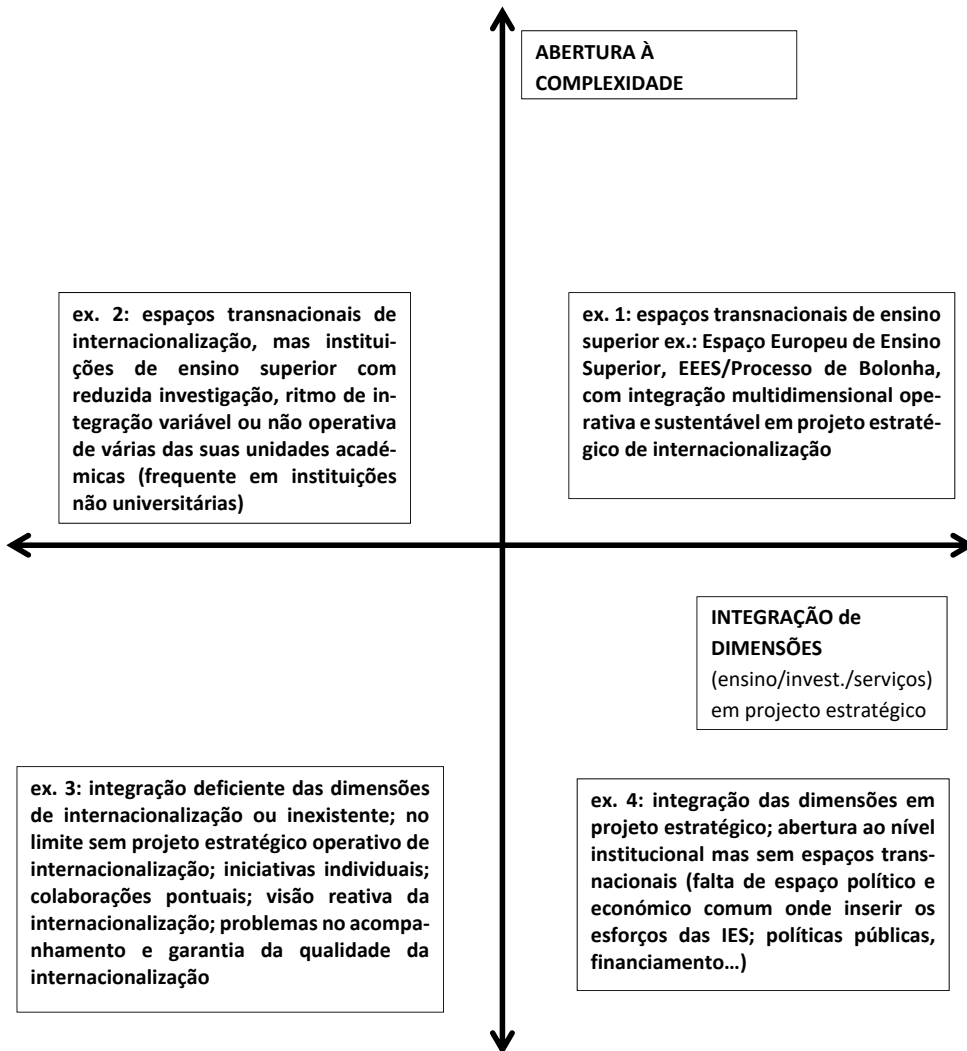 ABERTURA À
COMPLEXIDADE
ex. 2: espaços transnacionais de
internacionalização, mas institui-
ções de ensino superior com
reduzida investigação, ritmo de in-
tegração variável ou não operativa
de várias das suas unidades acadé-
micas (frequente em instituições
não universitárias)
ex. 1: espaços transnacionais de ensino
superior ex.: Espaço Europeu de Ensino
Superior, EEES/Processo de Bolonha,
com integração multidimensional ope-
rativa e sustentável em projeto estraté-
gico de internacionalização
INTEGRAÇÃO de
DIMENSÕES
(ensino/invest./serviços)
em projecto estratégico
ex. 3: integração deficiente das dimensões
de internacionalização ou inexistente; no
limite sem projeto estratégico operativo de
internacionalização; iniciativas individuais;
colaborações pontuais; visão reativa da
internacionalização; problemas no acompa-
nhamento e garantia da qualidade da
internacionalização
ex. 4: integração das dimensões em
projeto estratégico; abertura ao nível
institucional mas sem espaços trans-
nacionais (falta de espaço político e
económico comum onde inserir os
esforços das IES; políticas públicas,
financiamento…)